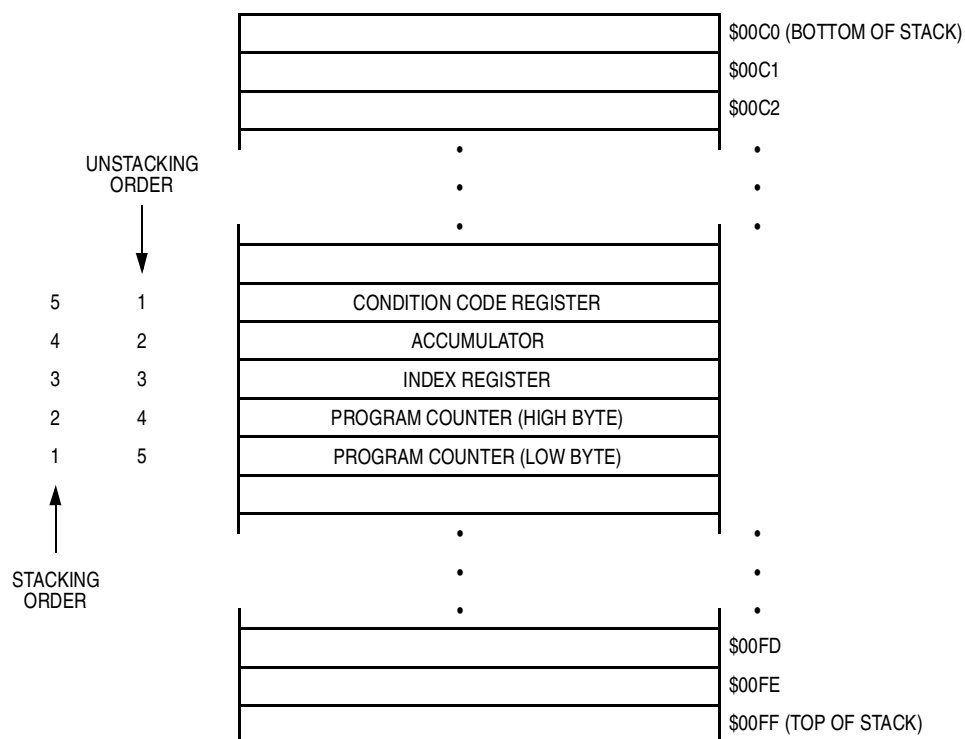 $00C0 (BOTTOM OF STACK)
$00C1
$00C2
UNSTACKING
ORDER
5 1 CONDITION CODE REGISTER
4 2 ACCUMULATOR
3 3 INDEX REGISTER
2 4 PROGRAM COUNTER (HIGH BYTE)
1 5 PROGRAM COUNTER (LOW BYTE)
STACKING
ORDER
$00FD
$00FE
$00FF (TOP OF STACK)